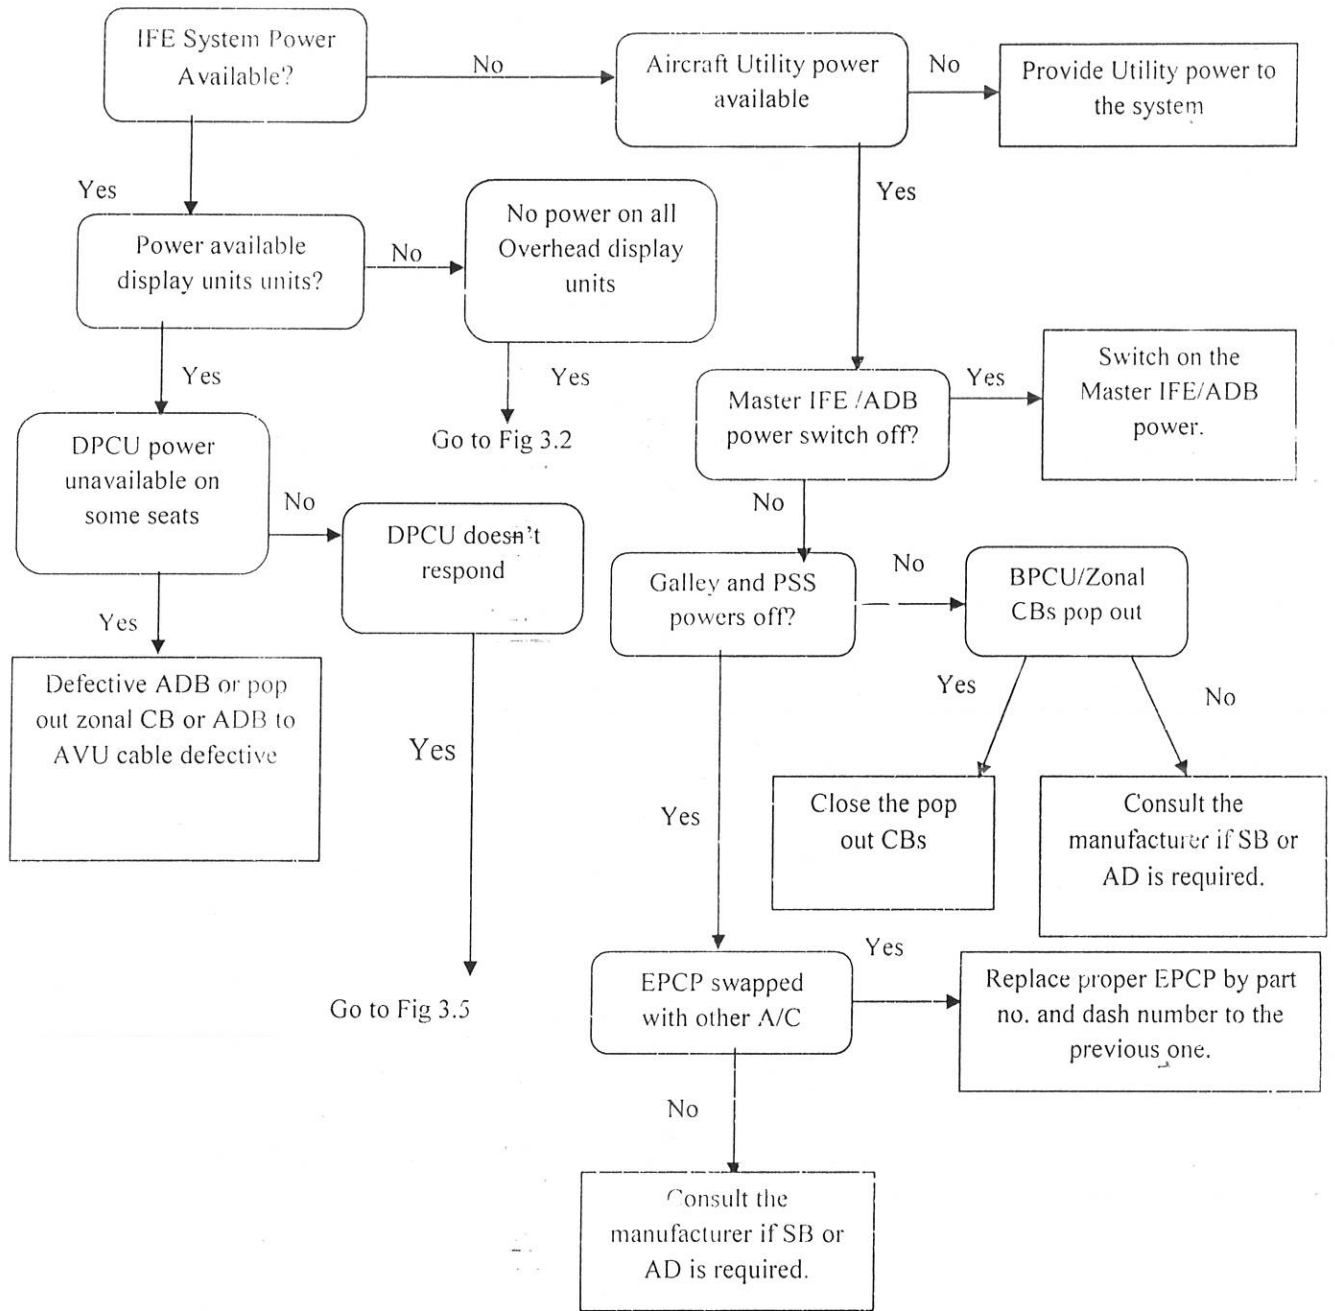 IFE System Power
Available?
No
Aircraft Utility power
available
No
Provide Utility power to
the system
Yes
Yes
Power available
display units units?
No
No power on all
Overhead display
units
Yes
Yes
Go to Fig 3.2
Master IFE /ADB
power switch off?
Yes
Switch on the
Master IFE/ADB
power.
DPCU power
unavailable on
some seats
No
DPCU doesn't
respond
No
Galley and PSS
powers off?
No
BPCU/Zonal
CBs pop out
Yes
Defective ADB or pop
out zonal CB or ADB to
AVU cable defective
Yes
Go to Fig 3.5
Yes
No
Close the pop
out CBs
Consult the
manufacturer if SB or
AD is required.
Yes
EPCP swapped
with other A/C
Yes
Replace proper EPCP by part
no. and dash number to the
previous one.
No
Consult the
manufacturer if SB or
AD is required.